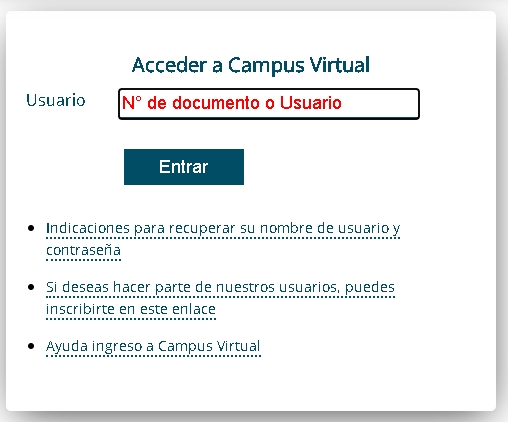 Acceder a Campus Virtual
Usuario N° de documento o Usuario
Entrar
Indicaciones para recuperar su nombre de usuario y
contraseña
Si deseas hacer parte de nuestros usuarios, puedes
inscribirte en este enlace
Ayuda ingreso a Campus Virtual